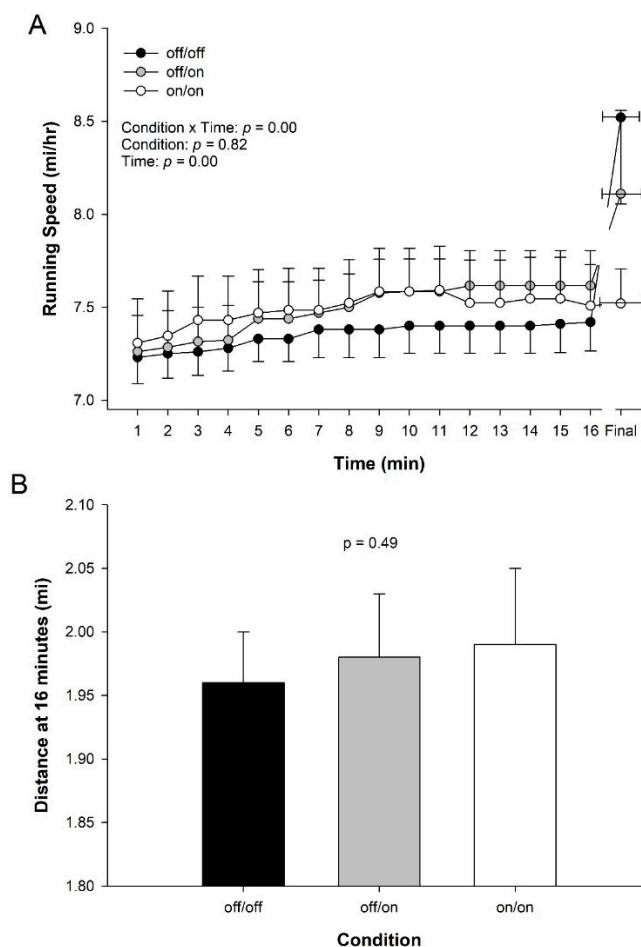 A
9.0
8.5
8.0
7.5
7.0
Running Speed (mi/hr)
off/off
off/on
on/on
Condition x Time: p = 0.00
Condition: p = 0.82
Time: p = 0.00
1 2 3 4 5 6 7 8 9 10 11 12 13 14 15 16 Final
Time (min)
B
2.10
2.05
2.00
1.95
1.90
1.85
1.80
Distance at 16 minutes (mi)
p = 0.49
off/off off/on on/on
Condition